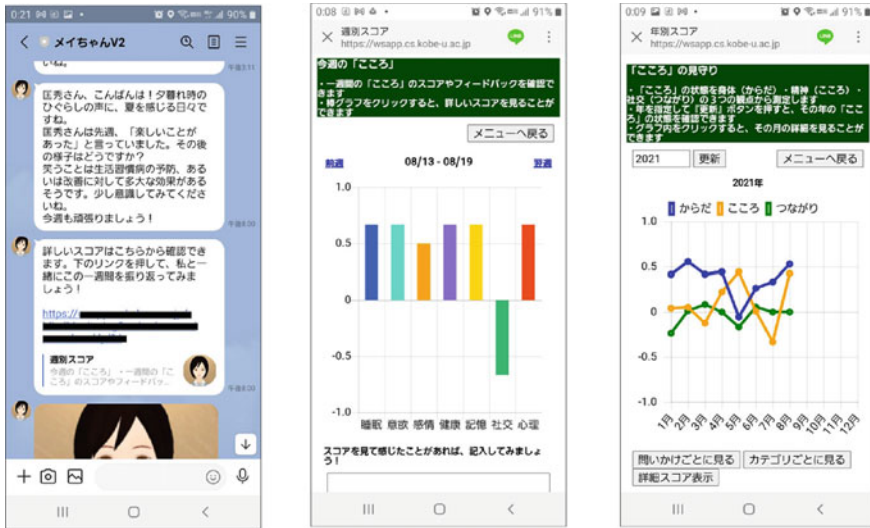 0:21
90%
メイちゃんV2
午後3:11
匡秀さん、こんばんは！夕暮れ時の
ひぐらしの声に、夏を感じる日々で
すね。
匡秀さんは先週、「楽しいことが
あった」と言っていました。その後
の様子はどうですか？
笑うことは生活習慣病の予防、ある
いは改善に対して多大な効果がある
そうです。少し意識してみてくださ
いね。
今週も頑張りましょう！
午後8:00
詳しいスコアはこちらから確認でき
ます。下のリンクを押して、私と一
緒にこの一週間を振り返ってみま
しょう！
https://
週別スコア
今週の「こころ」 ・一週間の「こ
ころ」のスコアやフィードバッ...
午後8:00
0:08
91%
週別スコア
https://wsapp.cs.kobe-u.ac.jp
LINE
今週の「こころ」
・一週間の「こころ」のスコアやフィードバックを確認で
きます
・棒グラフをクリックすると、詳しいスコアを見ることが
できます
メニューへ戻る
前週 08/13 - 08/19 翌週
1.0
0.5
0
-0.5
-1.0
睡眠 意欲 感情 健康 記憶 社交 心理
スコアを見て感じたことがあれば、記入してみましょ
う！
0:09
91%
年別スコア
https://wsapp.cs.kobe-u.ac.jp
LINE
「こころ」の見守り
・「こころ」の状態を身体（からだ）・精神（こころ）・
社交（つながり）の３つの観点から測定します
・年を指定して「更新」ボタンを押すと、その年の「ここ
ろ」の状態を確認できます
・グラフ内をクリックすると、その月の詳細を見ることが
できます
2021 更新 メニューへ戻る
2021年
からだ こころ つながり
1.0
0.5
0
-0.5
-1.0
1月 2月 3月 4月 5月 6月 7月 8月 9月 10月 11月 12月
問いかけごとに見る カテゴリごとに見る
詳細スコア表示